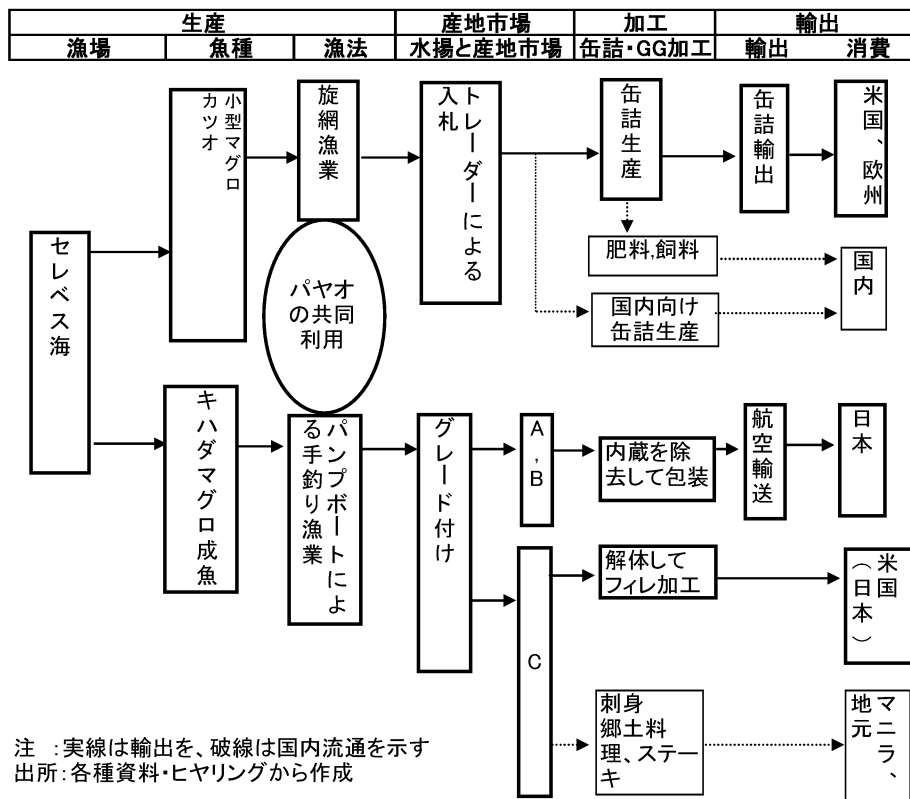 生産
産地市場
加工
輸出
漁場
魚種
漁法
水揚と産地市場
缶詰・GG加工
輸出
消費
セレベス海
小型マグロ
カツオ
旋網漁業
トレーダーによる
入札
缶詰生産
缶詰輸出
米国、欧州
肥料,飼料
国内
国内向け
缶詰生産
パヤオ
の共同
利用
キハダマグロ成魚
パンプボートによ
る手釣り漁業
グレード付け
A,B
内蔵を除
去して包装
航空輸送
日本
C
解体して
フィレ加工
米国
(日本)
刺身
郷土料
理、ステー
キ
マニラ、
地元
注 :実線は輸出を、破線は国内流通を示す
出所:各種資料・ヒヤリングから作成